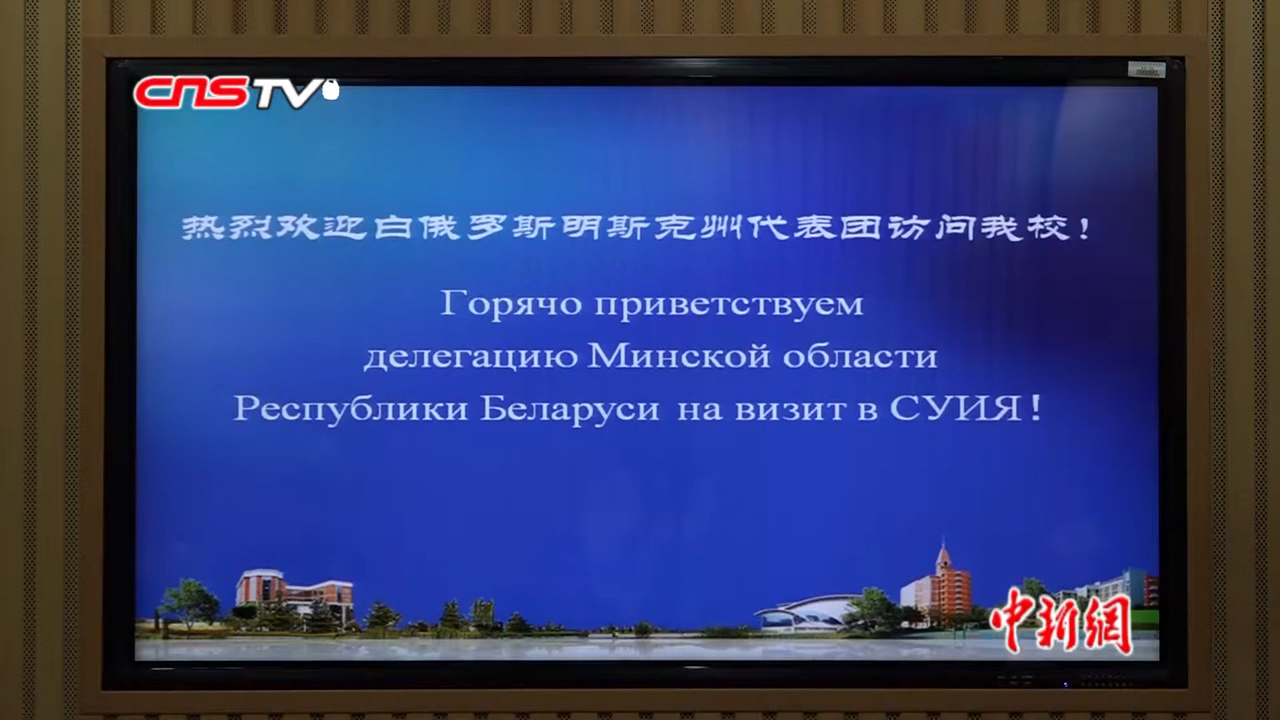 CNSTV
热烈欢迎白俄罗斯明斯克州代表团访问我校！
Горячо приветствуем
делегацию Минской области
Республики Беларуси на визит в СУИЯ!
中新網